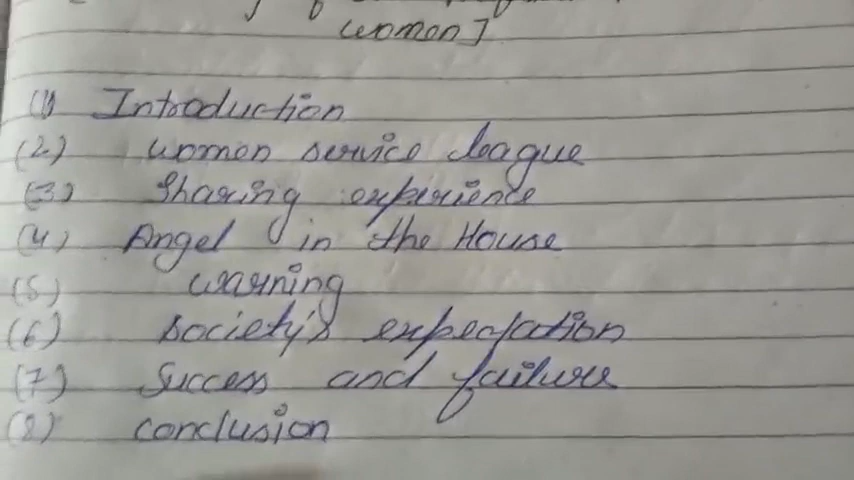 women]
(1) Introduction
(2) women service league
(3) Sharing experience
(4) Angel in the House
(5) warning
(6) society's expectation
(7) Success and failure
(8) conclusion